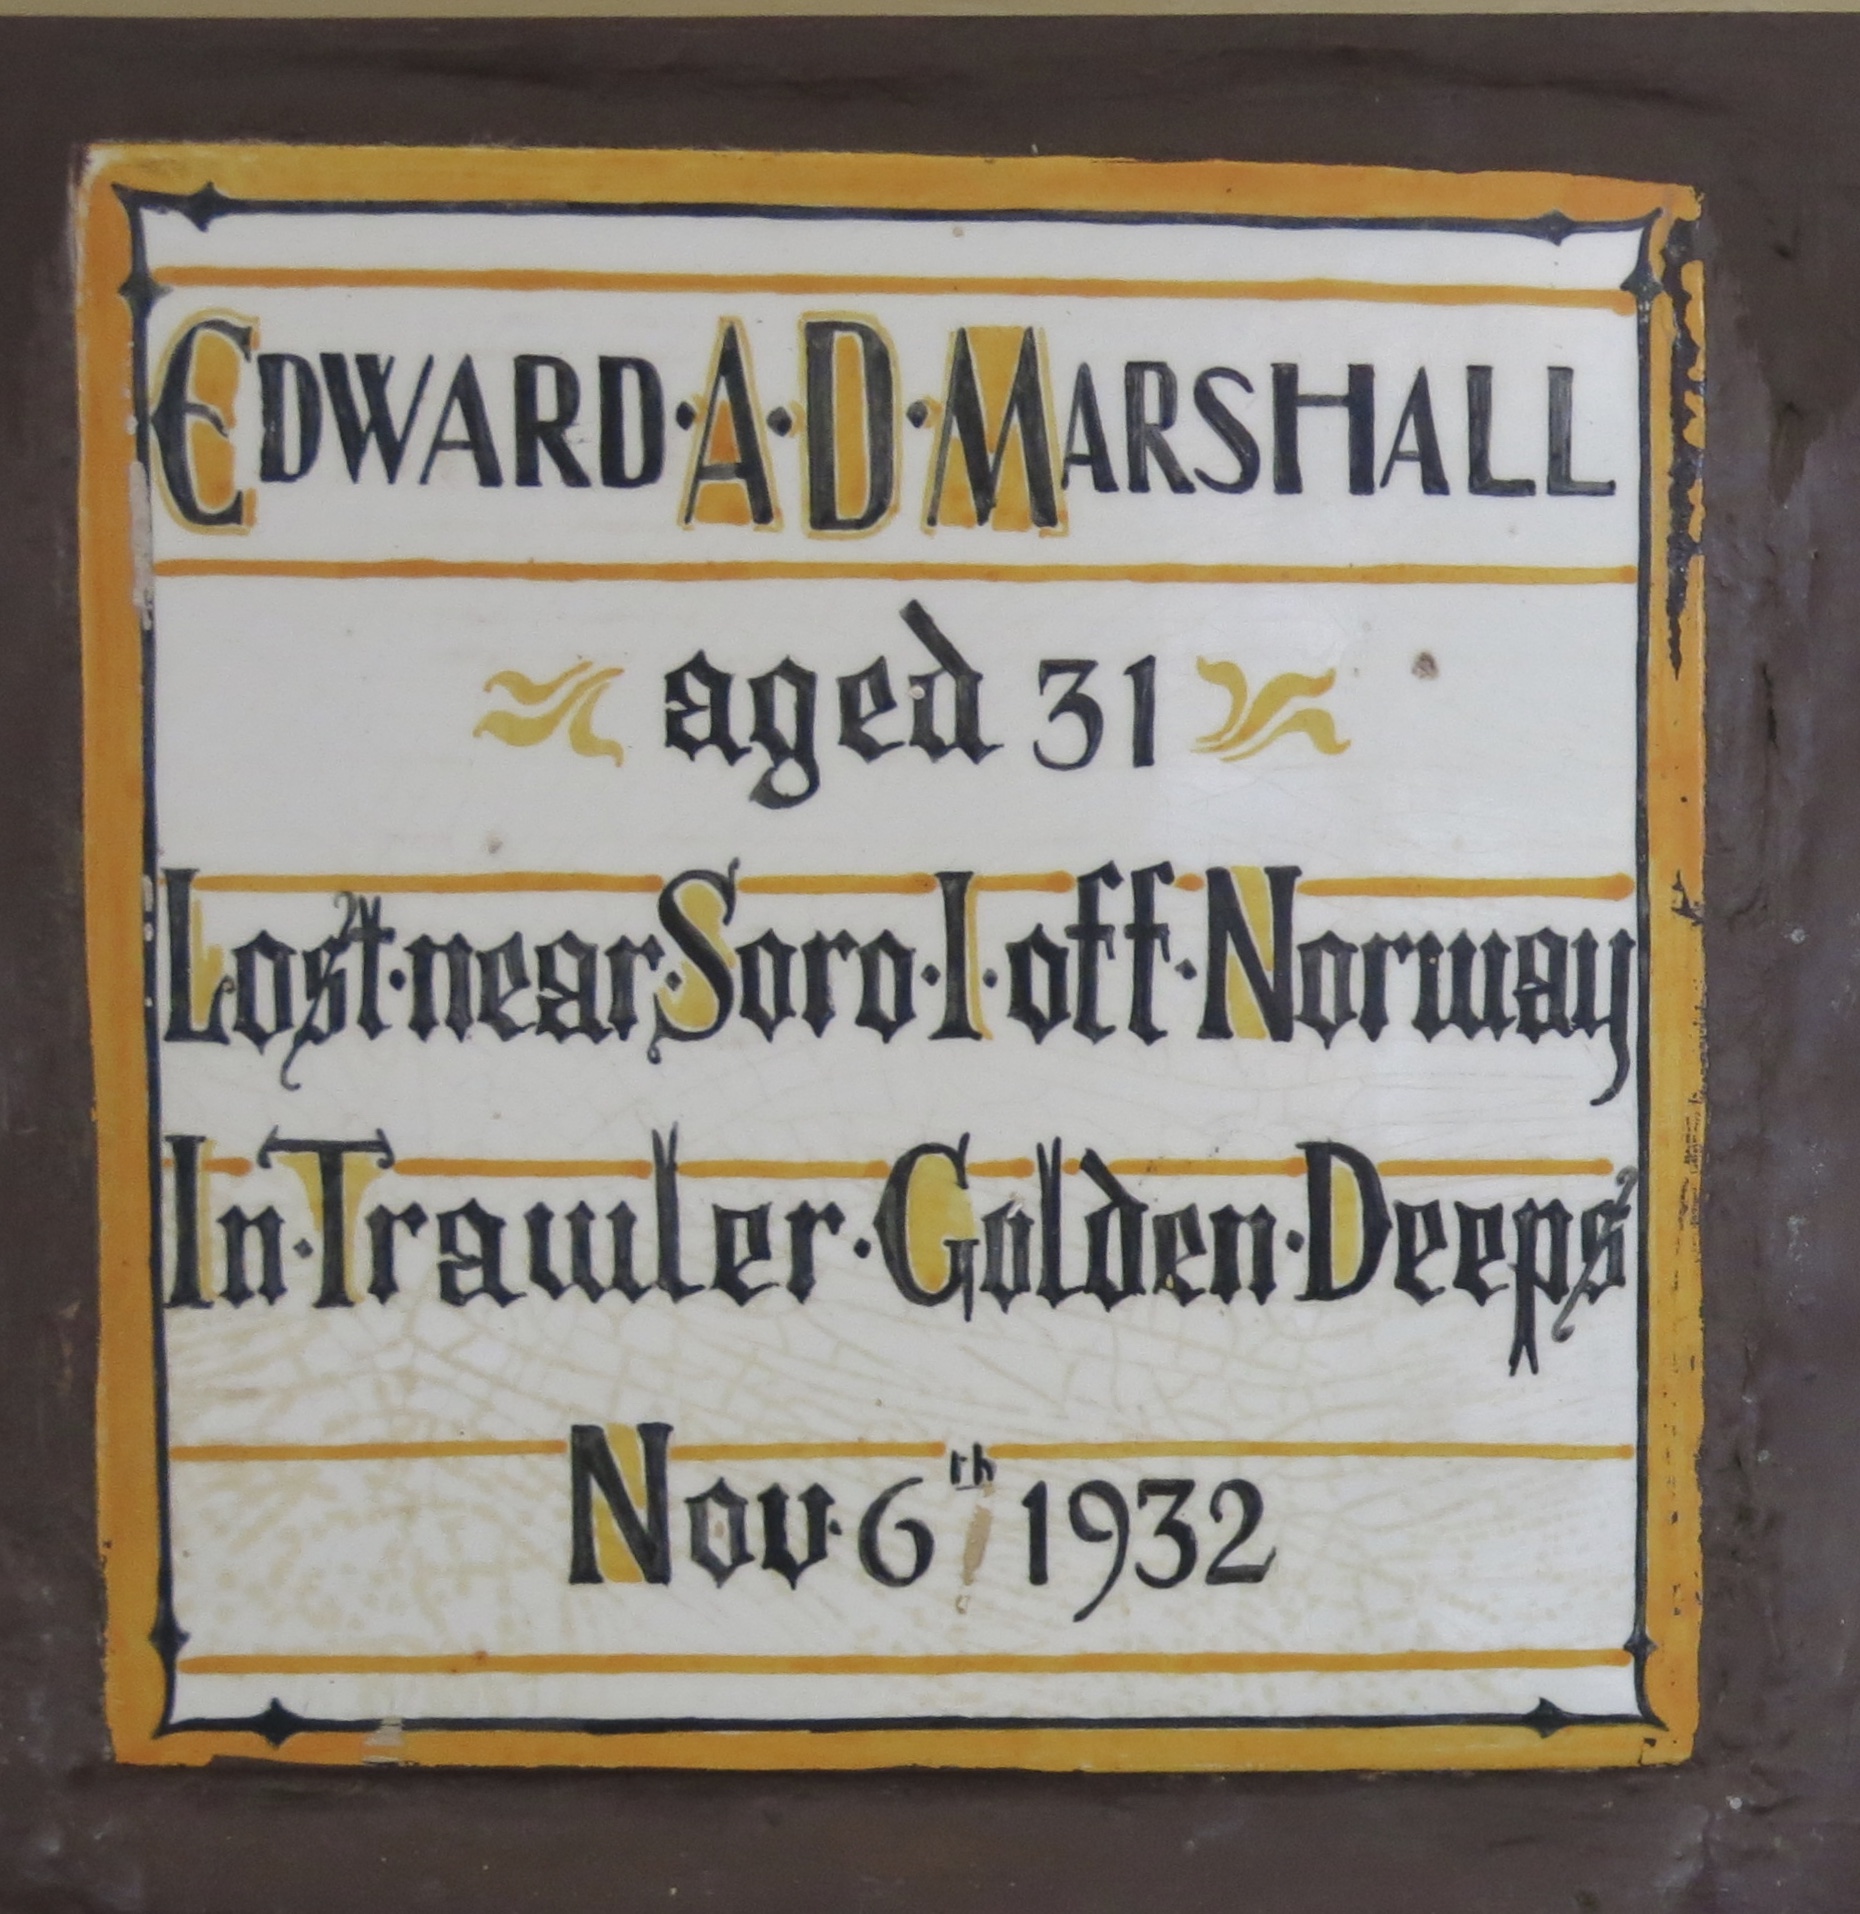 EDWARD·A·D·MARSHALL
aged 31
Lost·near·Soro·I·off·Norway
In·Trawler·Golden·Deeps
Nov·6th 1932